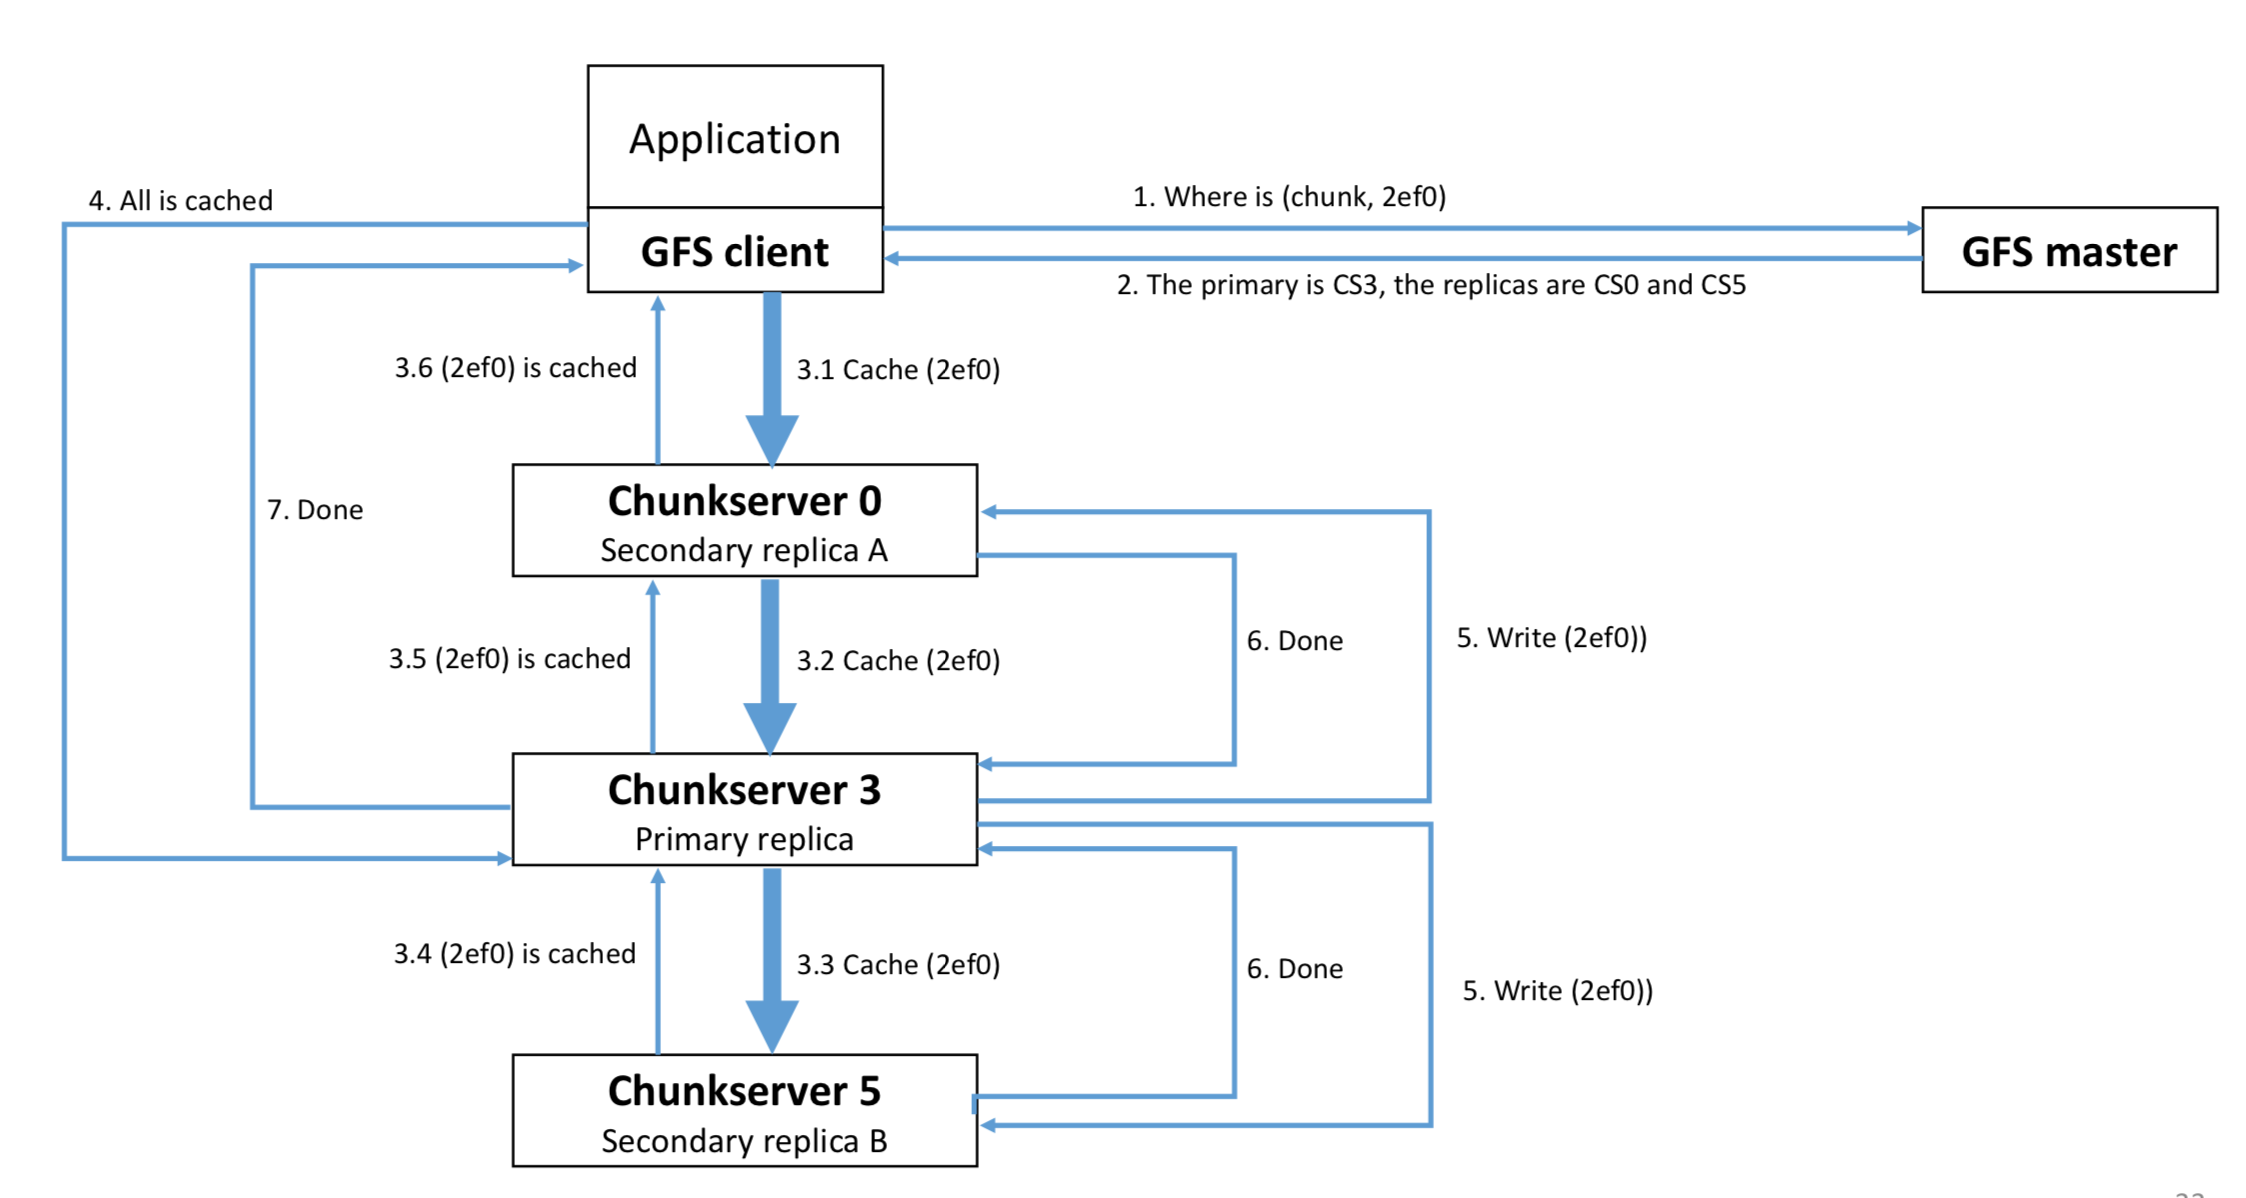 Application
4. All is cached
1. Where is (chunk, 2ef0)
GFS client
GFS master
2. The primary is CS3, the replicas are CS0 and CS5
3.6 (2ef0) is cached
3.1 Cache (2ef0)
Chunkserver 0
7. Done
Secondary replica A
6. Done
5. Write (2ef0))
3.5 (2ef0) is cached
3.2 Cache (2ef0)
Chunkserver 3
Primary replica
3.4 (2ef0) is cached
3.3 Cache (2ef0)
6. Done
5. Write (2ef0))
Chunkserver 5
Secondary replica B